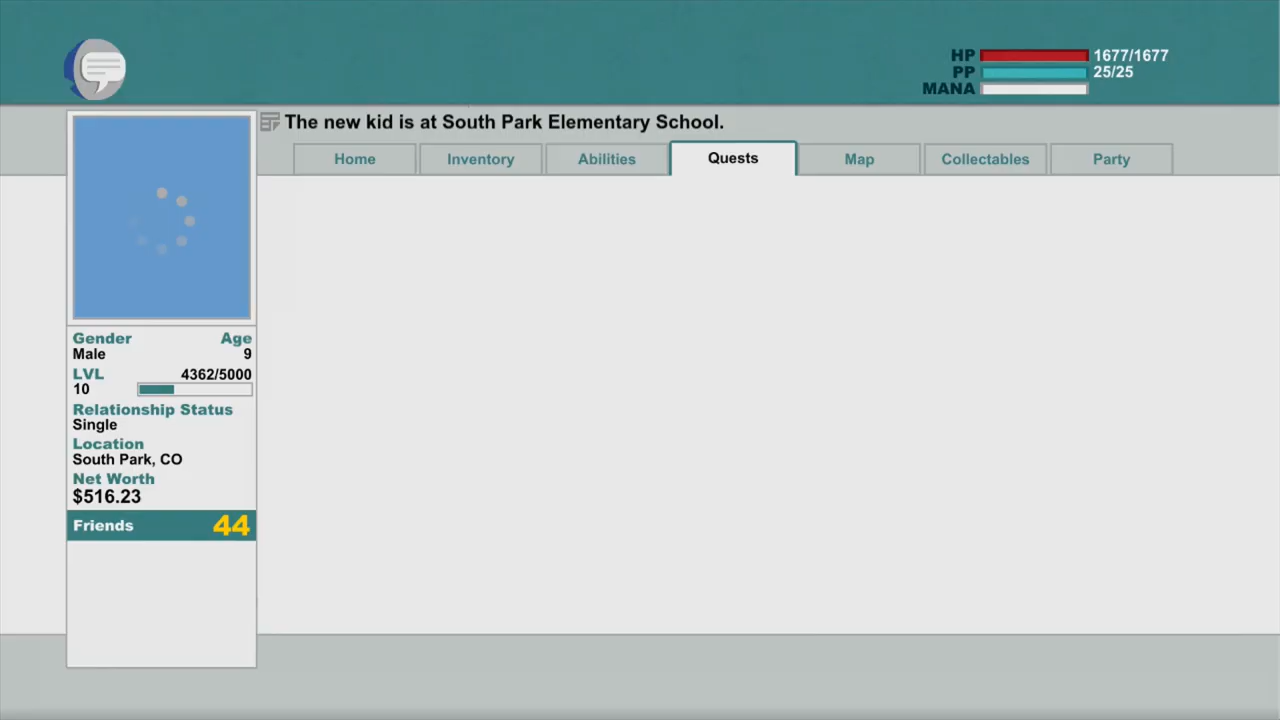 HP 1677/1677
PP 25/25
MANA
The new kid is at South Park Elementary School.
Home Inventory Abilities Quests Map Collectables Party
Gender Age
Male 9
LVL 4362/5000
10
Relationship Status
Single
Location
South Park, CO
Net Worth
$516.23
Friends 44